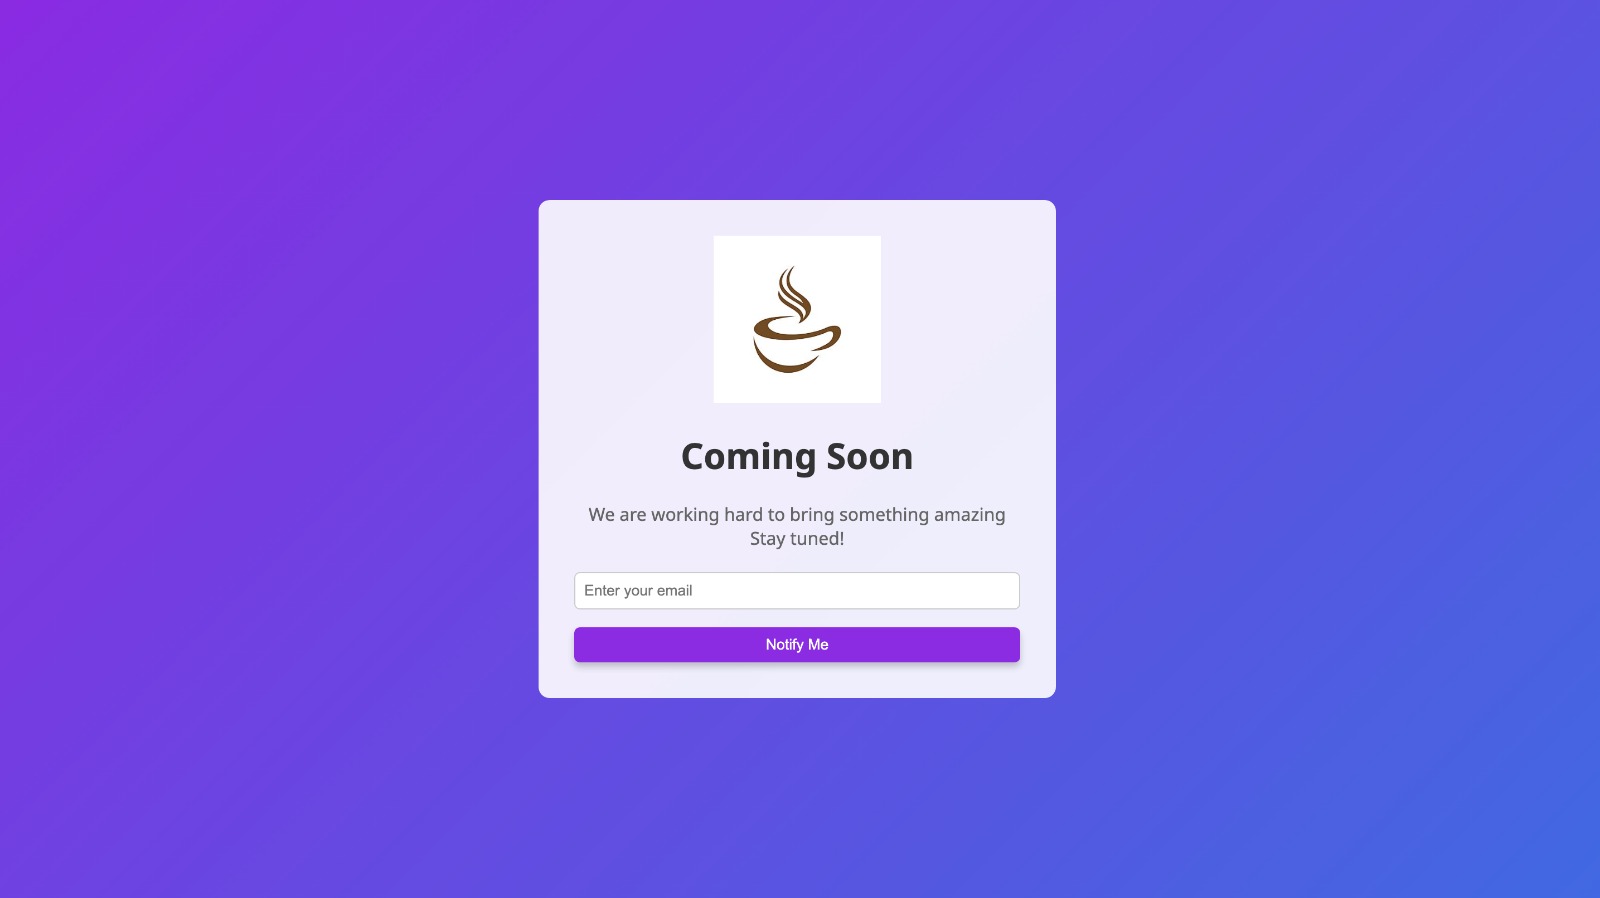 Coming Soon
We are working hard to bring something amazing
Stay tuned!
Enter your email
Notify Me